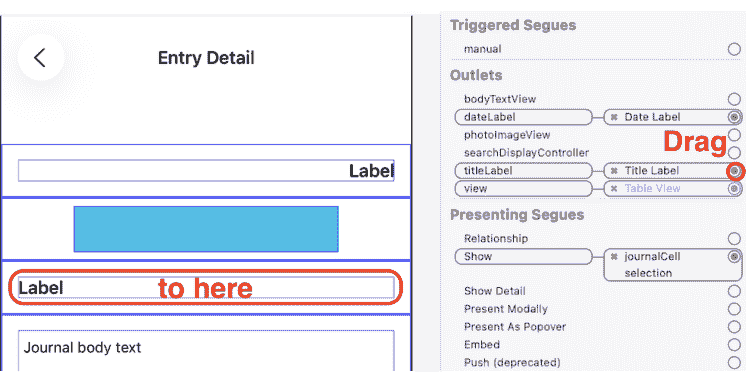 Entry Detail
Label
Label
to here
Journal body text
Triggered Segues
manual
Outlets
bodyTextView
dateLabel
Date Label
photoImageView
Drag
searchDisplayController
titleLabel
Title Label
view
Table View
Presenting Segues
Relationship
Show
journalCell
selection
Show Detail
Present Modally
Present As Popover
Embed
Push (deprecated)